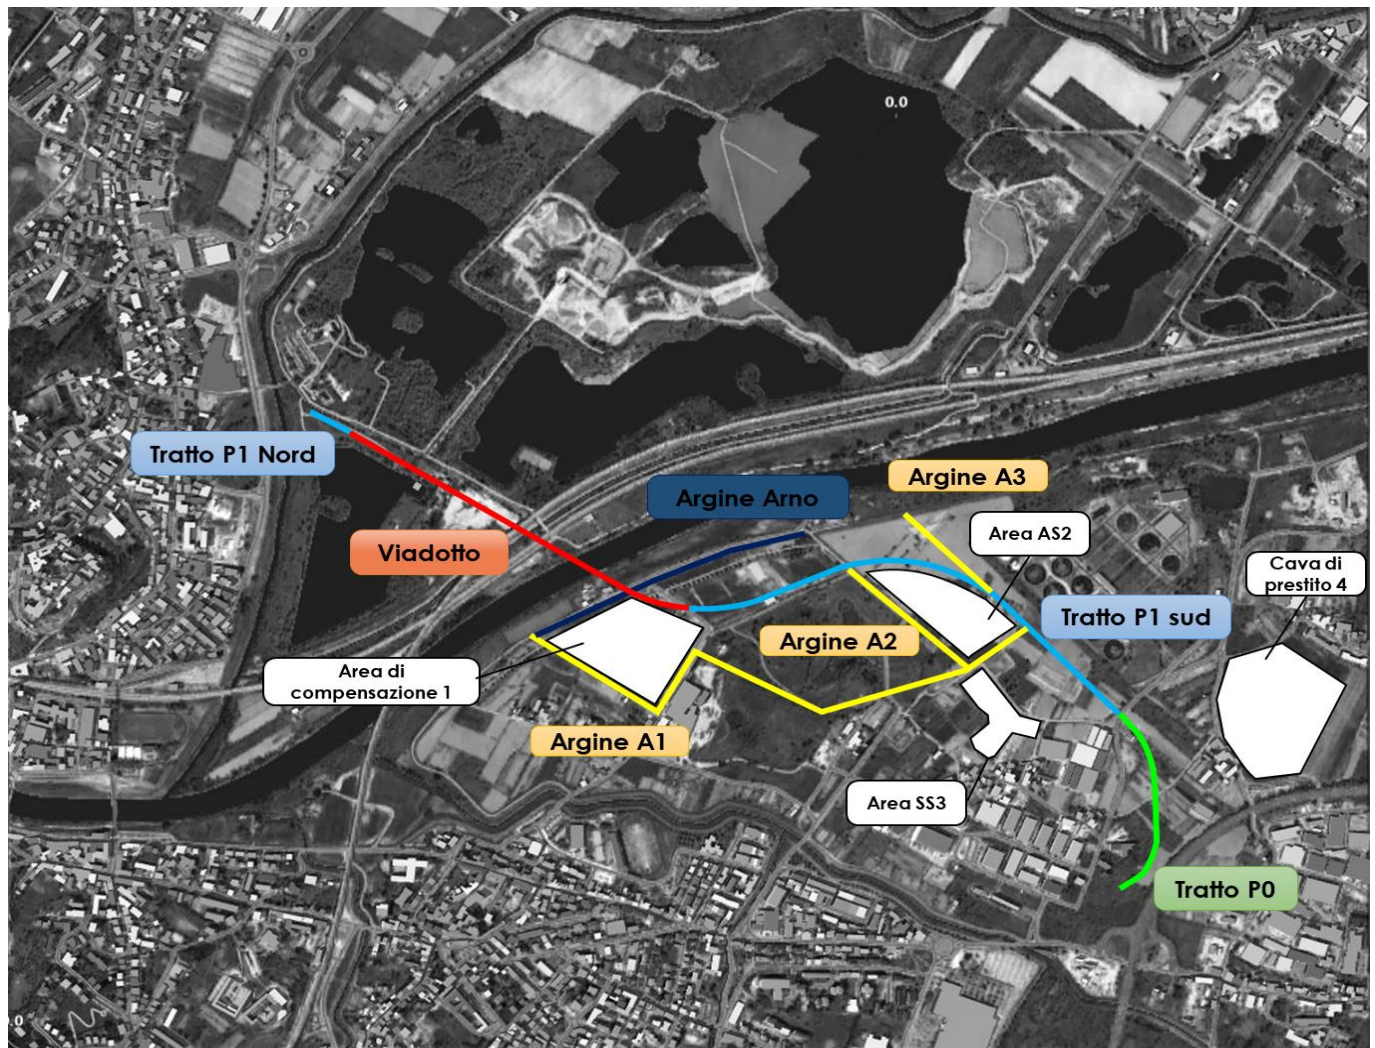 0.0
Tratto P1 Nord
Argine A3
Argine Arno
Area AS2
Viadotto
Cava di
prestito 4
Tratto P1 sud
Argine A2
Area di
compensazione 1
Argine A1
Area SS3
Tratto P0
.0